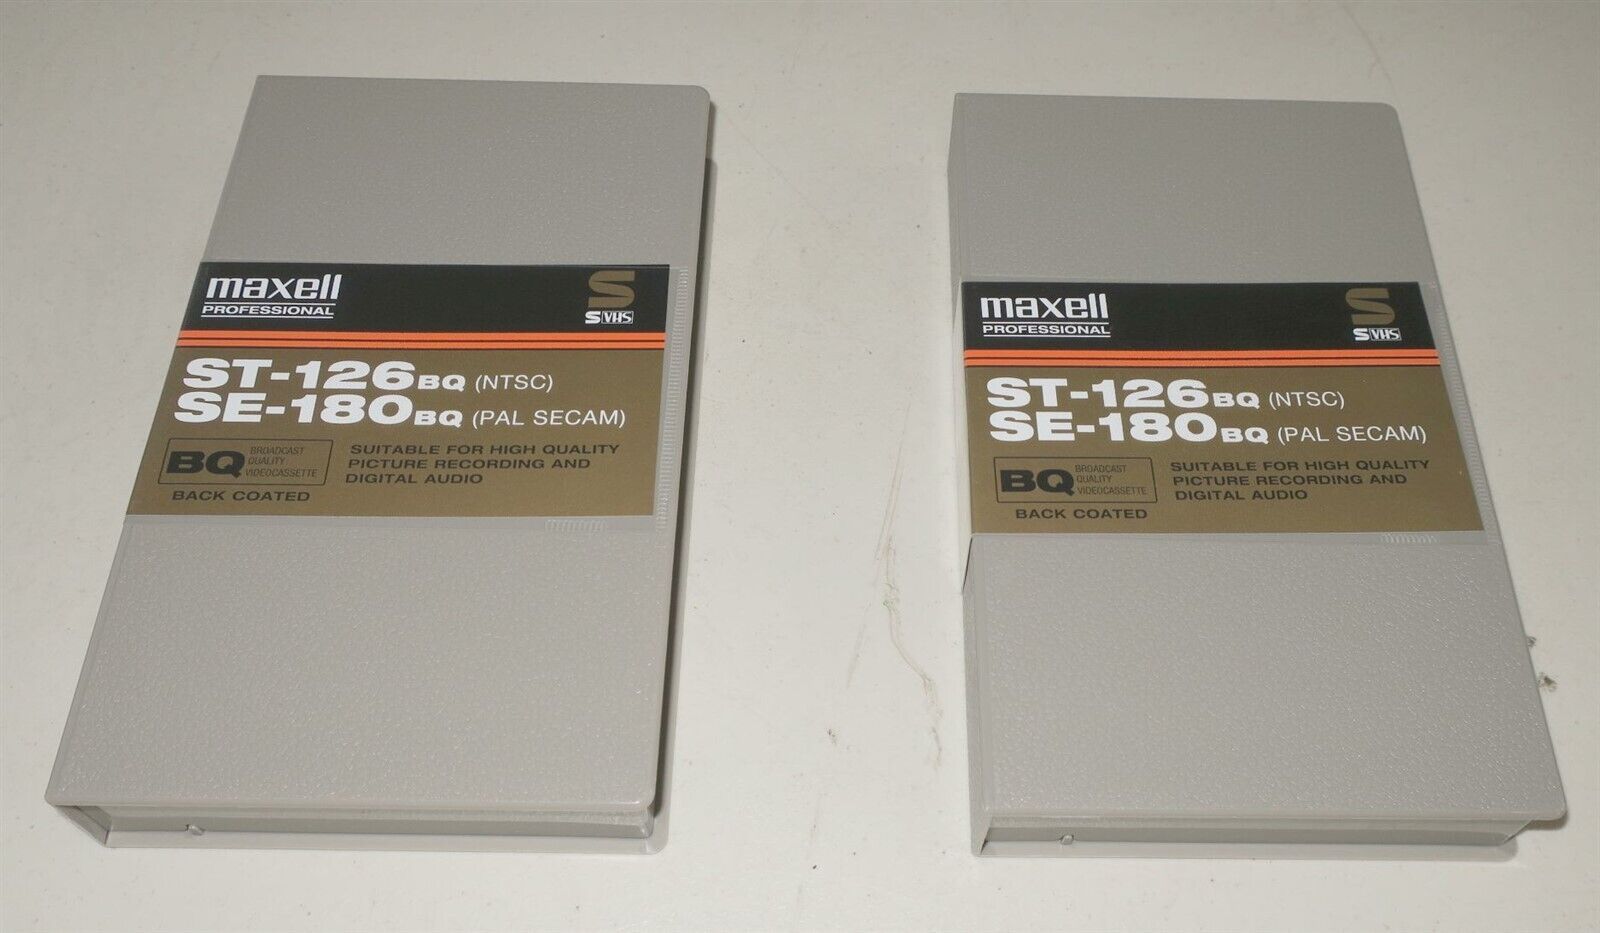 maxell
PROFESSIONAL
S
S VHS
ST-126BQ (NTSC)
SE-180BQ (PAL SECAM)
BQ
BROADCAST
QUALITY
VIDEOCASSETTE
BACK COATED
SUITABLE FOR HIGH QUALITY
PICTURE RECORDING AND
DIGITAL AUDIO
maxell
PROFESSIONAL
S
S VHS
ST-126BQ (NTSC)
SE-180BQ (PAL SECAM)
BQ
BROADCAST
QUALITY
VIDEOCASSETTE
BACK COATED
SUITABLE FOR HIGH QUALITY
PICTURE RECORDING AND
DIGITAL AUDIO